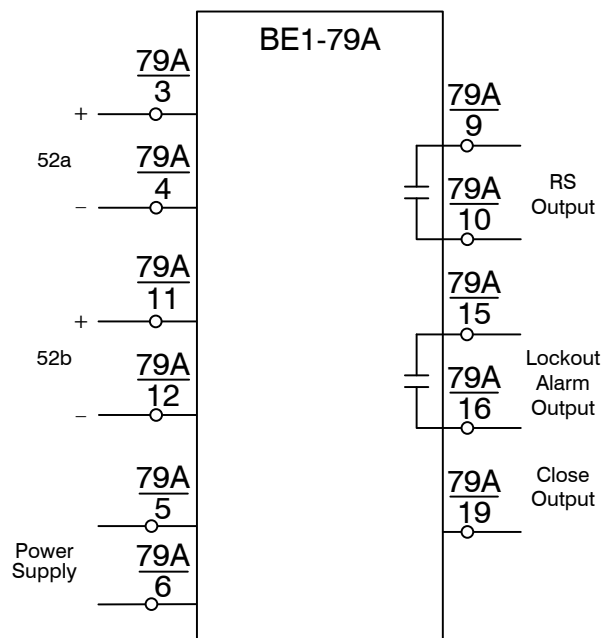 BE1-79A
79A
3
+
52a
79A
4
−
79A
11
+
52b
79A
12
−
79A
5
Power
Supply
79A
6
79A
9
RS
Output
79A
10
79A
15
Lockout
Alarm
Output
79A
16
Close
Output
79A
19